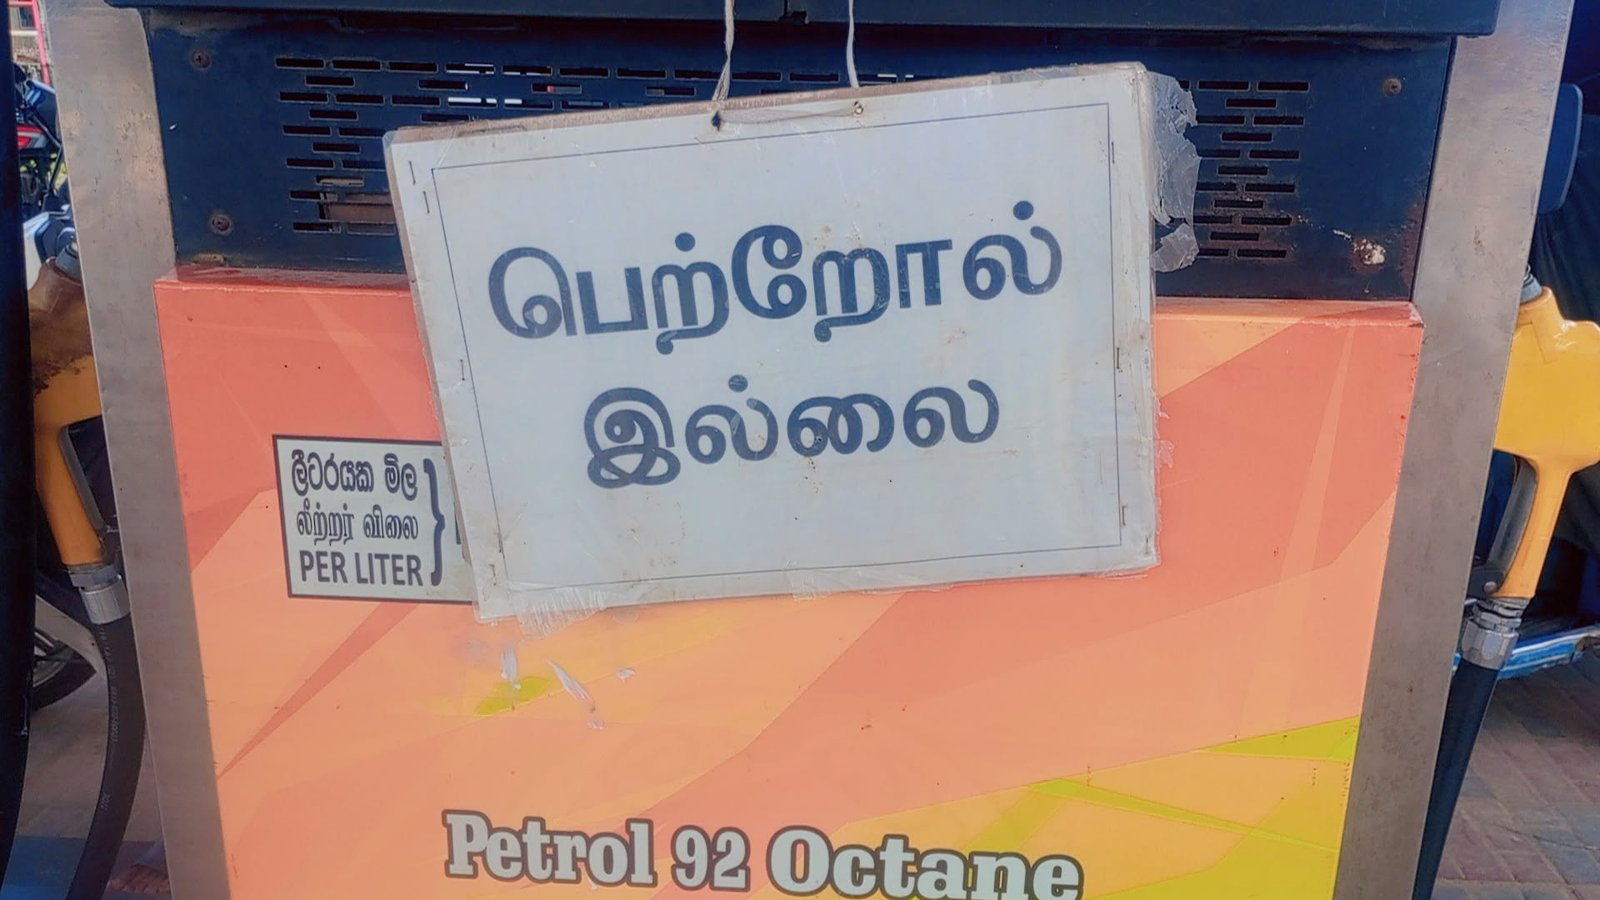 பெற்றோல்
இல்லை
ලීටරයක මිල
லீற்றர் விலை
PER LITER
Petrol 92 Octane